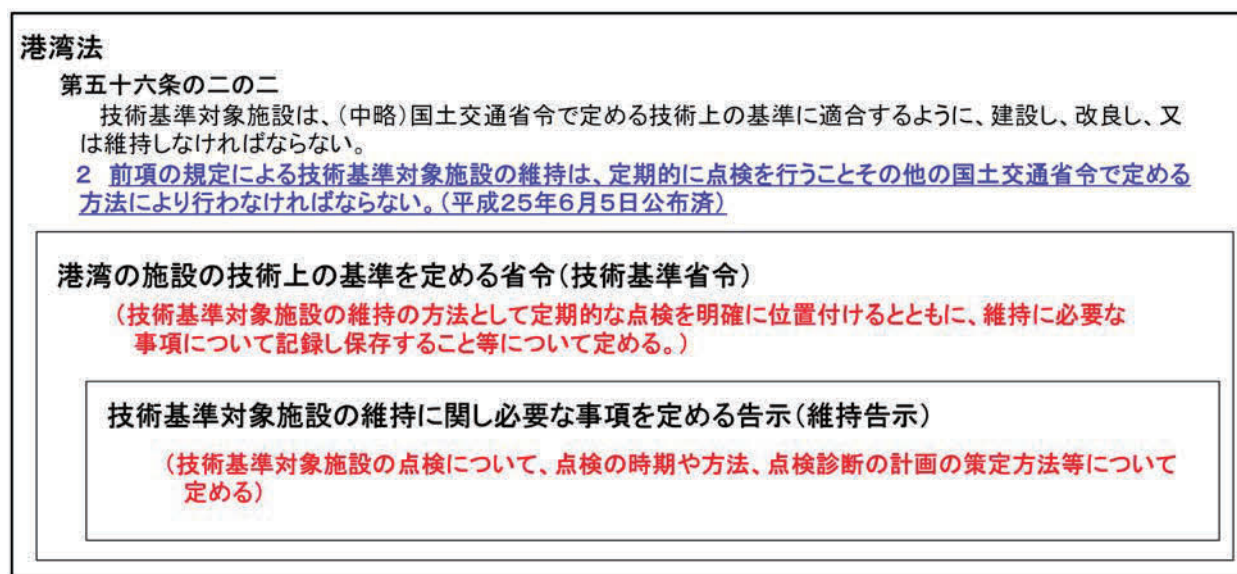 港湾法
第五十六条の二の二
技術基準対象施設は、(中略)国土交通省令で定める技術上の基準に適合するように、建設し、改良し、又
は維持しなければならない。
2 前項の規定による技術基準対象施設の維持は、定期的に点検を行うことその他の国土交通省令で定める
方法により行わなければならない。(平成25年6月5日公布済)
港湾の施設の技術上の基準を定める省令(技術基準省令)
(技術基準対象施設の維持の方法として定期的な点検を明確に位置付けるとともに、維持に必要な
事項について記録し保存すること等について定める。)
技術基準対象施設の維持に関し必要な事項を定める告示(維持告示)
(技術基準対象施設の点検について、点検の時期や方法、点検診断の計画の策定方法等について
定める)